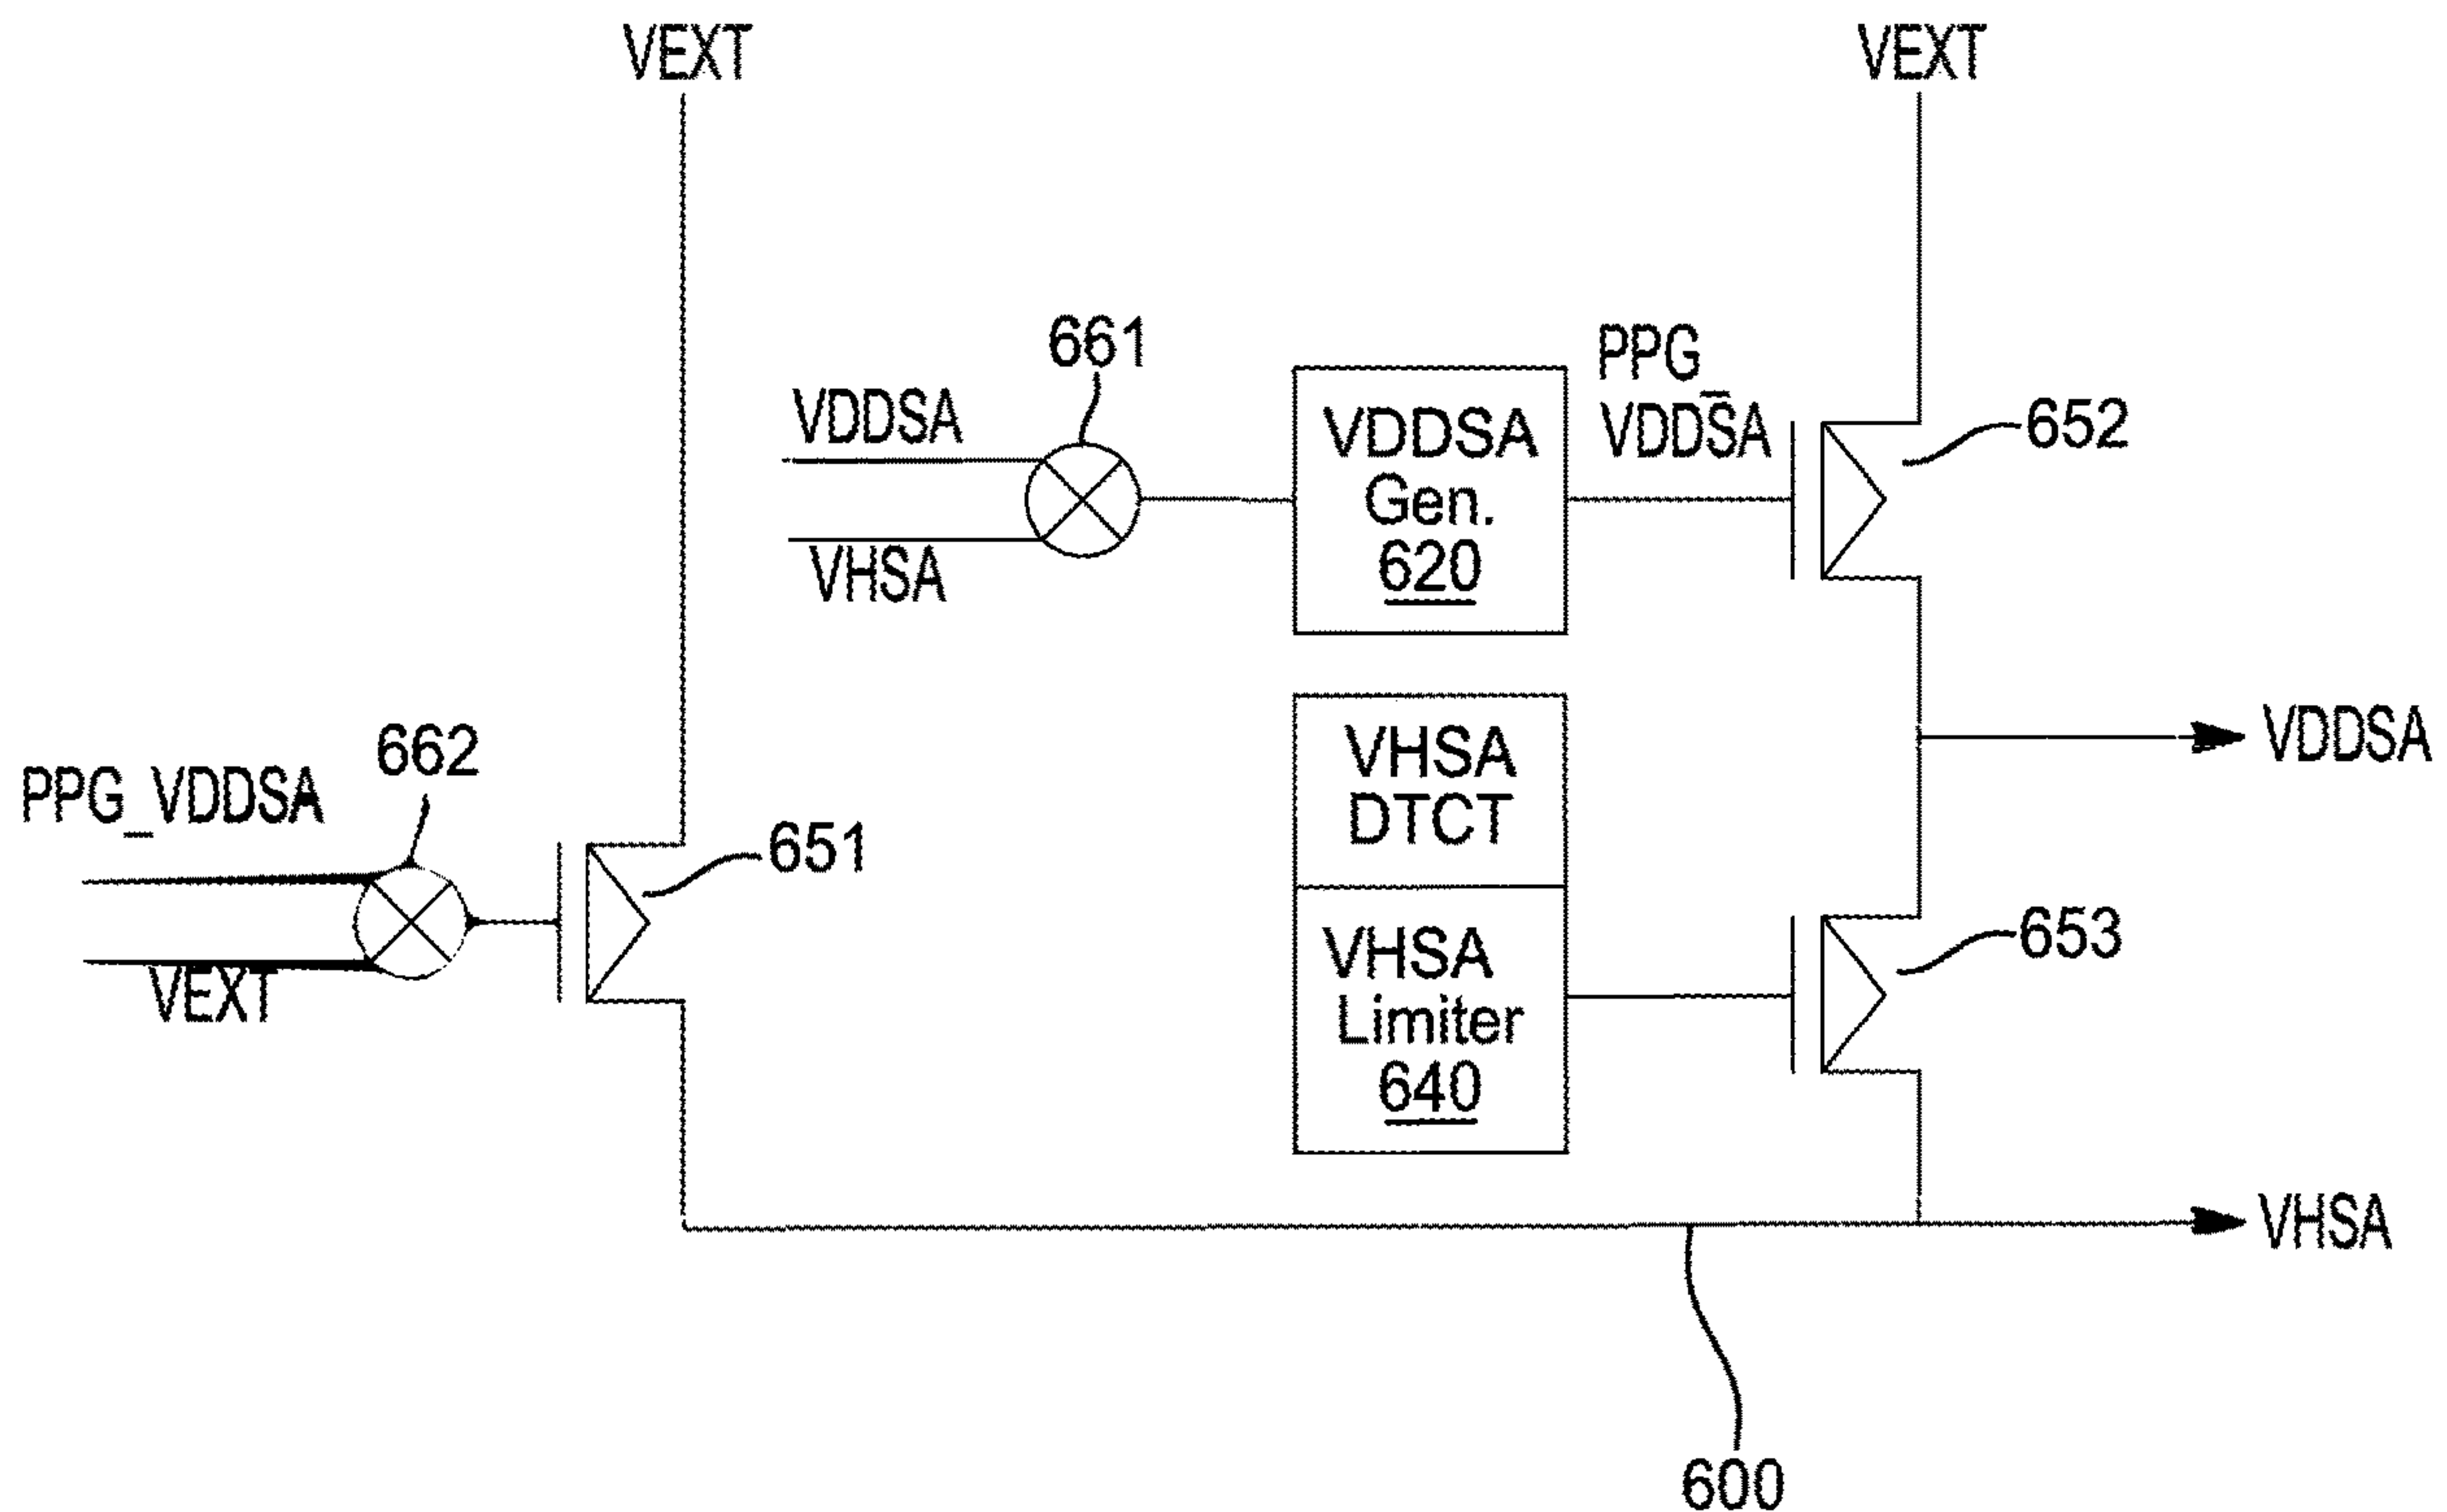 VEXT
VEXT
661
PPG_
VDDSA
VDDSA
VHSA
VDDSA
Gen.
620
652
PPG_VDDSA
662
VEXT
651
VHSA
DTCT
VHSA
Limiter
640
653
VDDSA
VHSA
600